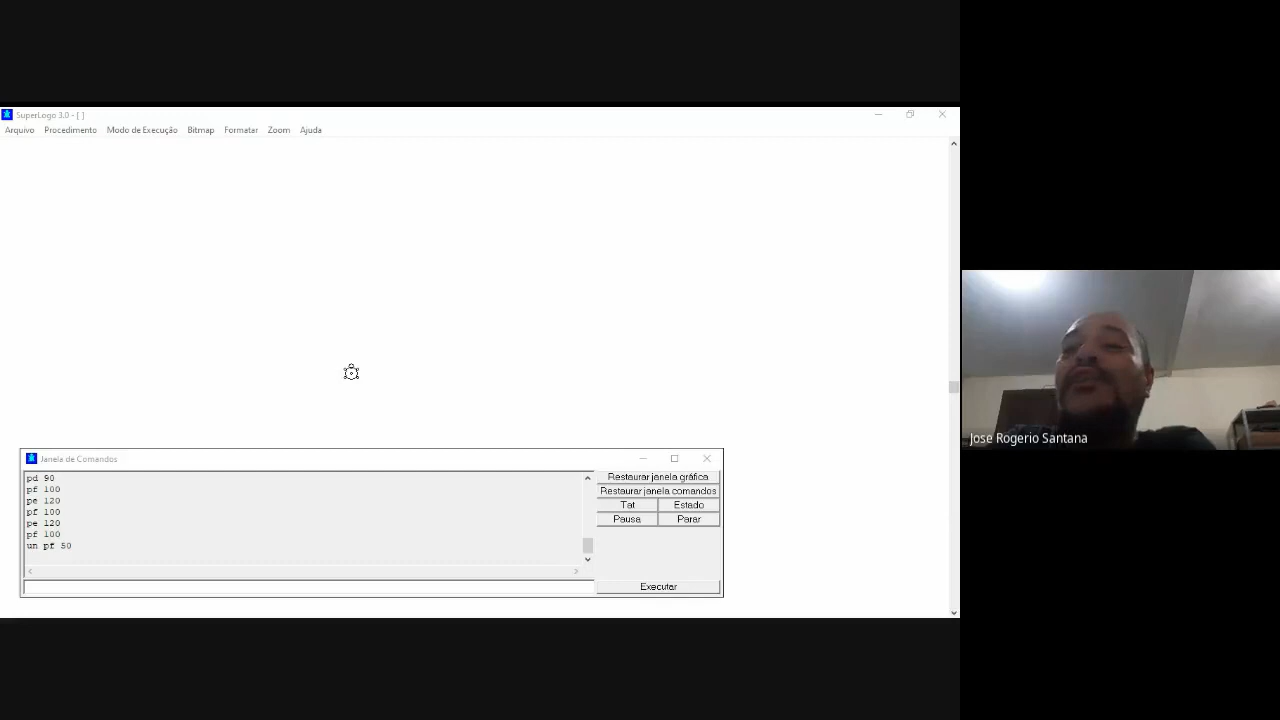 SuperLogo 3.0 - [ ]
Arquivo Procedimento Modo de Execução Bitmap Formatar Zoom Ajuda
Janela de Comandos
pd 90
pf 100
pe 120
pf 100
pe 120
pf 100
un pf 50
Restaurar janela gráfica
Restaurar janela comandos
Tat Estado
Pausa Parar
Executar
Jose Rogerio Santana